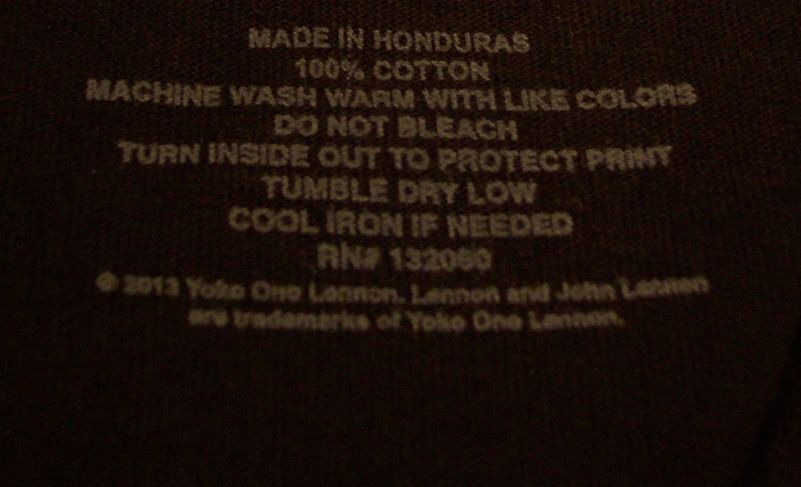 MADE IN HONDURAS
100% COTTON
MACHINE WASH WARM WITH LIKE COLORS
DO NOT BLEACH
TURN INSIDE OUT TO PROTECT PRINT
TUMBLE DRY LOW
COOL IRON IF NEEDED
RN# 132060
© 2013 Yoko Ono Lennon. Lennon and John Lennon
are trademarks of Yoko Ono Lennon.